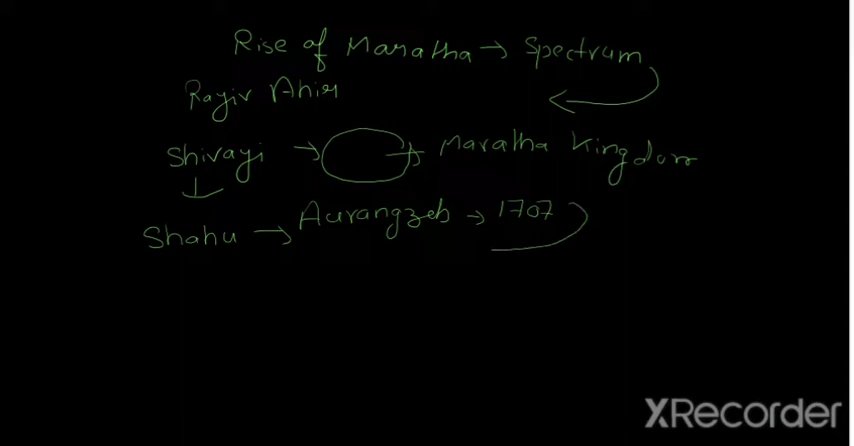 Rise of Maratha → Spectrum
Rajiv Ahir
Shivaji → → Maratha Kingdom
Shahu → Aurangzeb → 1707
XRecorder